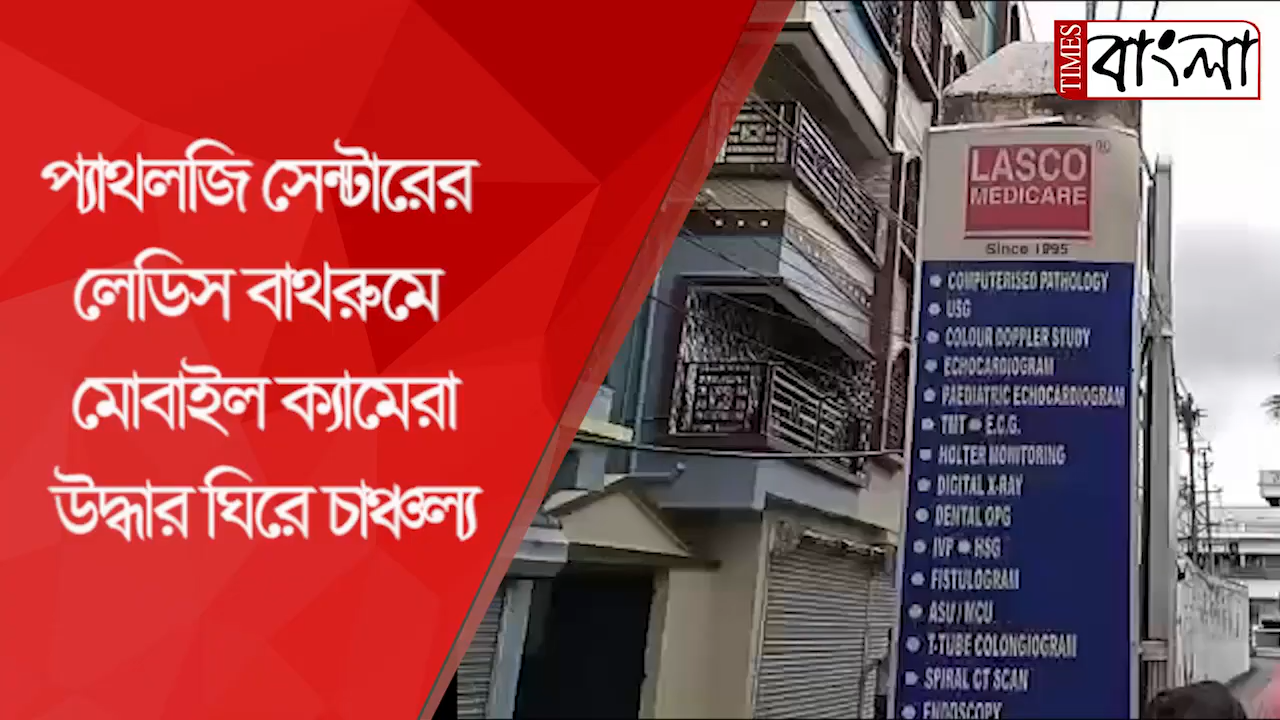 প্যাথলজি সেন্টারের
লেডিস বাথরুমে
মোবাইল ক্যামেরা
উদ্ধার ঘিরে চাঞ্চল্য
TIMES বাংলা
LASCO ®
MEDICARE
Since 1995
COMPUTERISED PATHOLOGY
USG
COLOUR DOPPLER STUDY
ECHOCARDIOGRAM
PAEDIATRIC ECHOCARDIOGRAM
TMT E.C.G.
HOLTER MONITORING
DIGITAL X-RAY
DENTAL OPG
IVP HSG
FISTULOGRAM
ASU / MCU
T-TUBE COLONGIOGRAM
SPIRAL CT SCAN
ENDOSCOPY